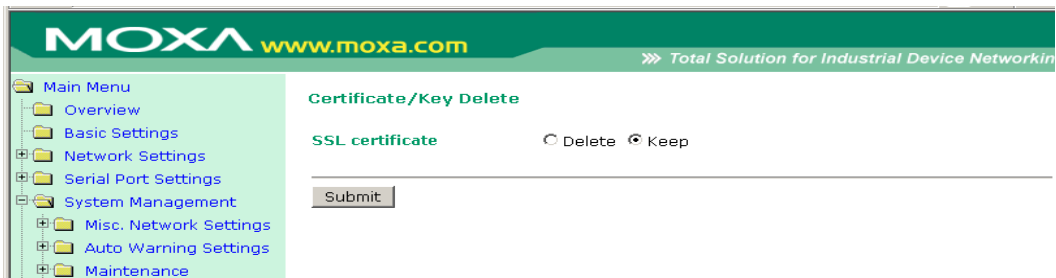 MOXA www.moxa.com
Total Solution for Industrial Device Networkin
Main Menu
Overview
Basic Settings
Network Settings
Serial Port Settings
System Management
Misc. Network Settings
Auto Warning Settings
Maintenance
Certificate/Key Delete
SSL certificate Delete Keep
Submit